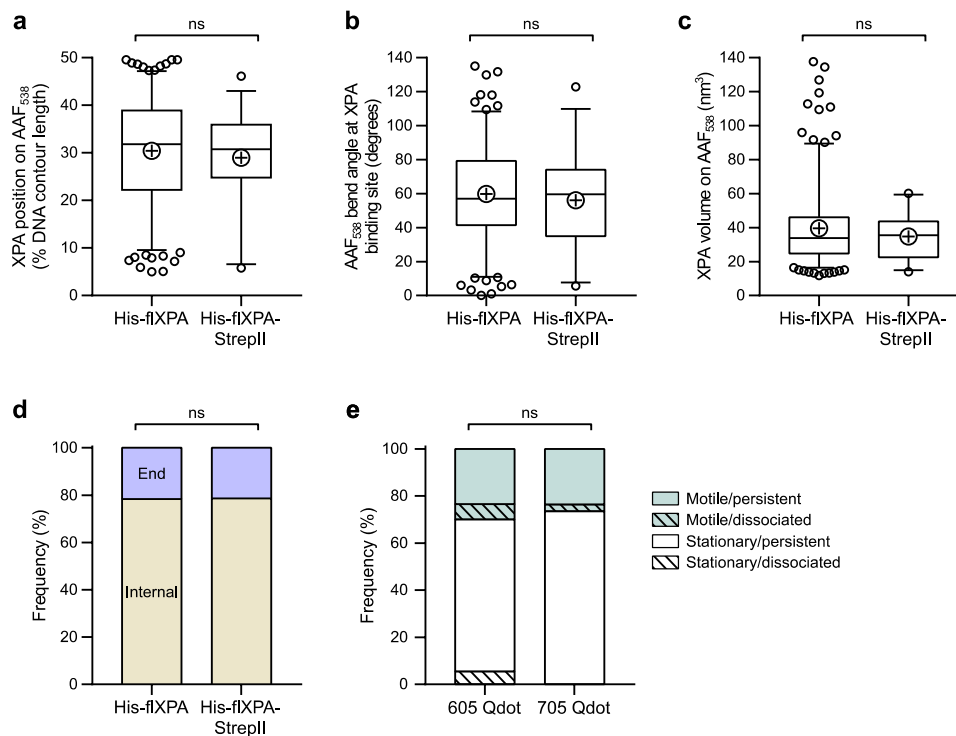 a
ns
XPA position on AAF538
(% DNA contour length)
50
40
30
20
10
0
His-flXPA
His-flXPA-
StrepII
b
ns
AAF538 bend angle at XPA
binding site (degrees)
140
120
100
80
60
40
20
0
His-flXPA
His-flXPA-
StrepII
c
ns
XPA volume on AAF538 (nm3)
140
120
100
80
60
40
20
0
His-flXPA
His-flXPA-
StrepII
d
ns
Frequency (%)
100
80
60
40
20
0
End
Internal
His-flXPA
His-flXPA-
StrepII
e
ns
Frequency (%)
100
80
60
40
20
0
605 Qdot
705 Qdot
Motile/persistent
Motile/dissociated
Stationary/persistent
Stationary/dissociated